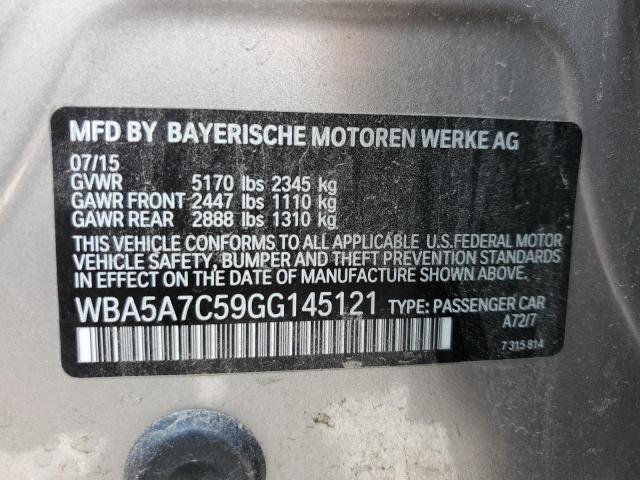 MFD BY BAYERISCHE MOTOREN WERKE AG
07/15
GVWR 5170 lbs 2345 kg
GAWR FRONT 2447 lbs 1110 kg
GAWR REAR 2888 lbs 1310 kg
THIS VEHICLE CONFORMS TO ALL APPLICABLE U.S.FEDERAL MOTOR
VEHICLE SAFETY, BUMPER AND THEFT PREVENTION STANDARDS
IN EFFECT ON THE DATE OF MANUFACTURE SHOWN ABOVE.
WBA5A7C59GG145121 TYPE: PASSENGER CAR
A72/7
7 315 814